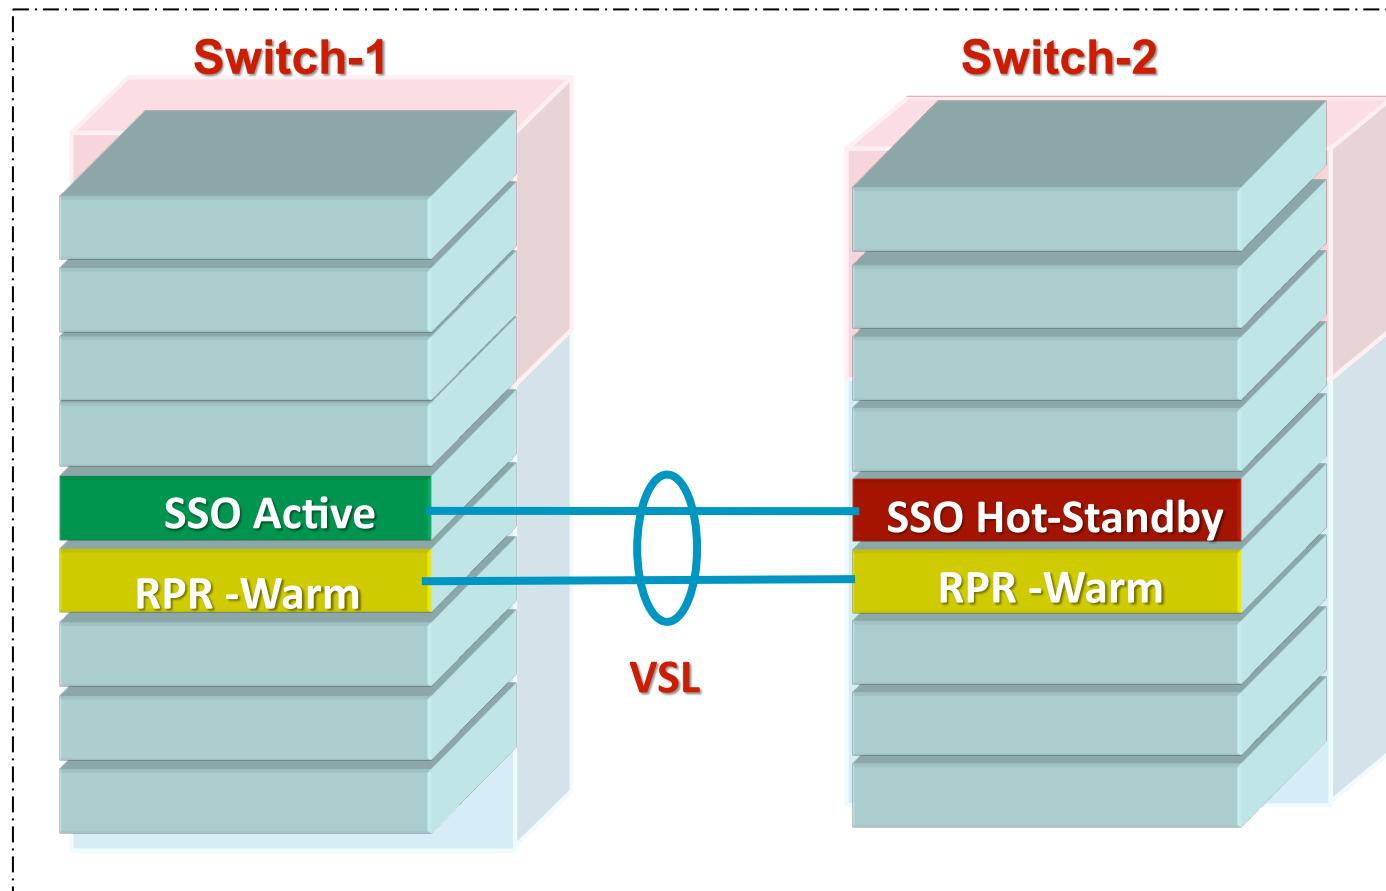 Switch-1
Switch-2
SSO Active
SSO Hot-Standby
RPR -Warm
RPR -Warm
VSL